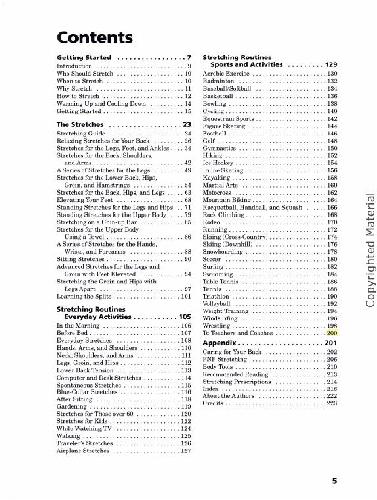 Contents
Getting Started 7
Introduction 9
Who Should Stretch 10
When to Stretch 10
Why Stretch 11
How to Stretch 12
Warming Up and Cooling Down 14
Getting Started 15
The Stretches 23
Stretching Guide 24
Relaxing Stretches for Your Back 26
Stretches for the Legs, Feet, and Ankles
Stretches for the Back, Shoulders,
and Arms 42
A Series of Stretches for the Legs 49
Stretches for the Lower Back, Hips,
Groin, and Hamstrings 54
Stretches for the Back, Hips, and Legs 63
Elevating Your Feet 68
Standing Stretches for the Legs and Hips 71
Standing Stretches for the Upper Body 79
Stretching on a Chin-up Bar
Stretches for the Upper Body
Using a Towel 86
A Series of Stretches for the Hands,
Wrists, and Forearms 88
Sitting Stretches 90
Advanced Stretches for the Legs and
Groin with Feet Elevated 94
Stretching the Groin and Hips with
Legs Apart 97
Learning the Splits 101
Stretching Routines
Everyday Activities 105
In the Morning 106
Before Bed 107
Everyday Stretches 108
Hands, Arms, and Shoulders 110
Neck, Shoulders, and Arms 111
Legs, Groin, and Hips 112
Lower Back Tension 113
Computer and Desk Stretches 114
Spontaneous Stretches 115
Blue-Collar Stretches 116
After Sitting 118
Gardening 119
Stretches for Those over 60 120
Stretches for Kids 122
While Watching TV 124
Walking 125
Traveler's Stretches 126
Airplane Stretches 127
Stretching Routines
Sports and Activities 129
Aerobic Exercise 130
Badminton 132
Baseball/Softball 134
Basketball 136
Bowling 138
Cycling 140
Equestrian Sports 142
Figure Skating 144
Football 146
Golf 148
Gymnastics 150
Hiking 152
Ice Hockey 154
Inline Skating 156
Kayaking 158
Martial Arts 160
Motocross 162
Mountain Biking 164
Racquetball, Handball, and Squash 166
Rock Climbing 168
Rodeo 170
Running 172
Skiing (Cross-Country) 174
Skiing (Downhill) 176
Snowboarding 178
Soccer 180
Surfing 182
Swimming 184
Table Tennis 186
Tennis 188
Triathlon 190
Volleyball 192
Weight Training 194
Windsurfing 196
Wrestling 198
To Teachers and Coaches 200
Appendix 201
Caring for Your Back 202
PNF Stretching 206
Body Tools 210
Recommended Reading 212
Stretching Prescriptions 214
Index 216
About the Authors 222
Credits 223
5
Copyrighted Material